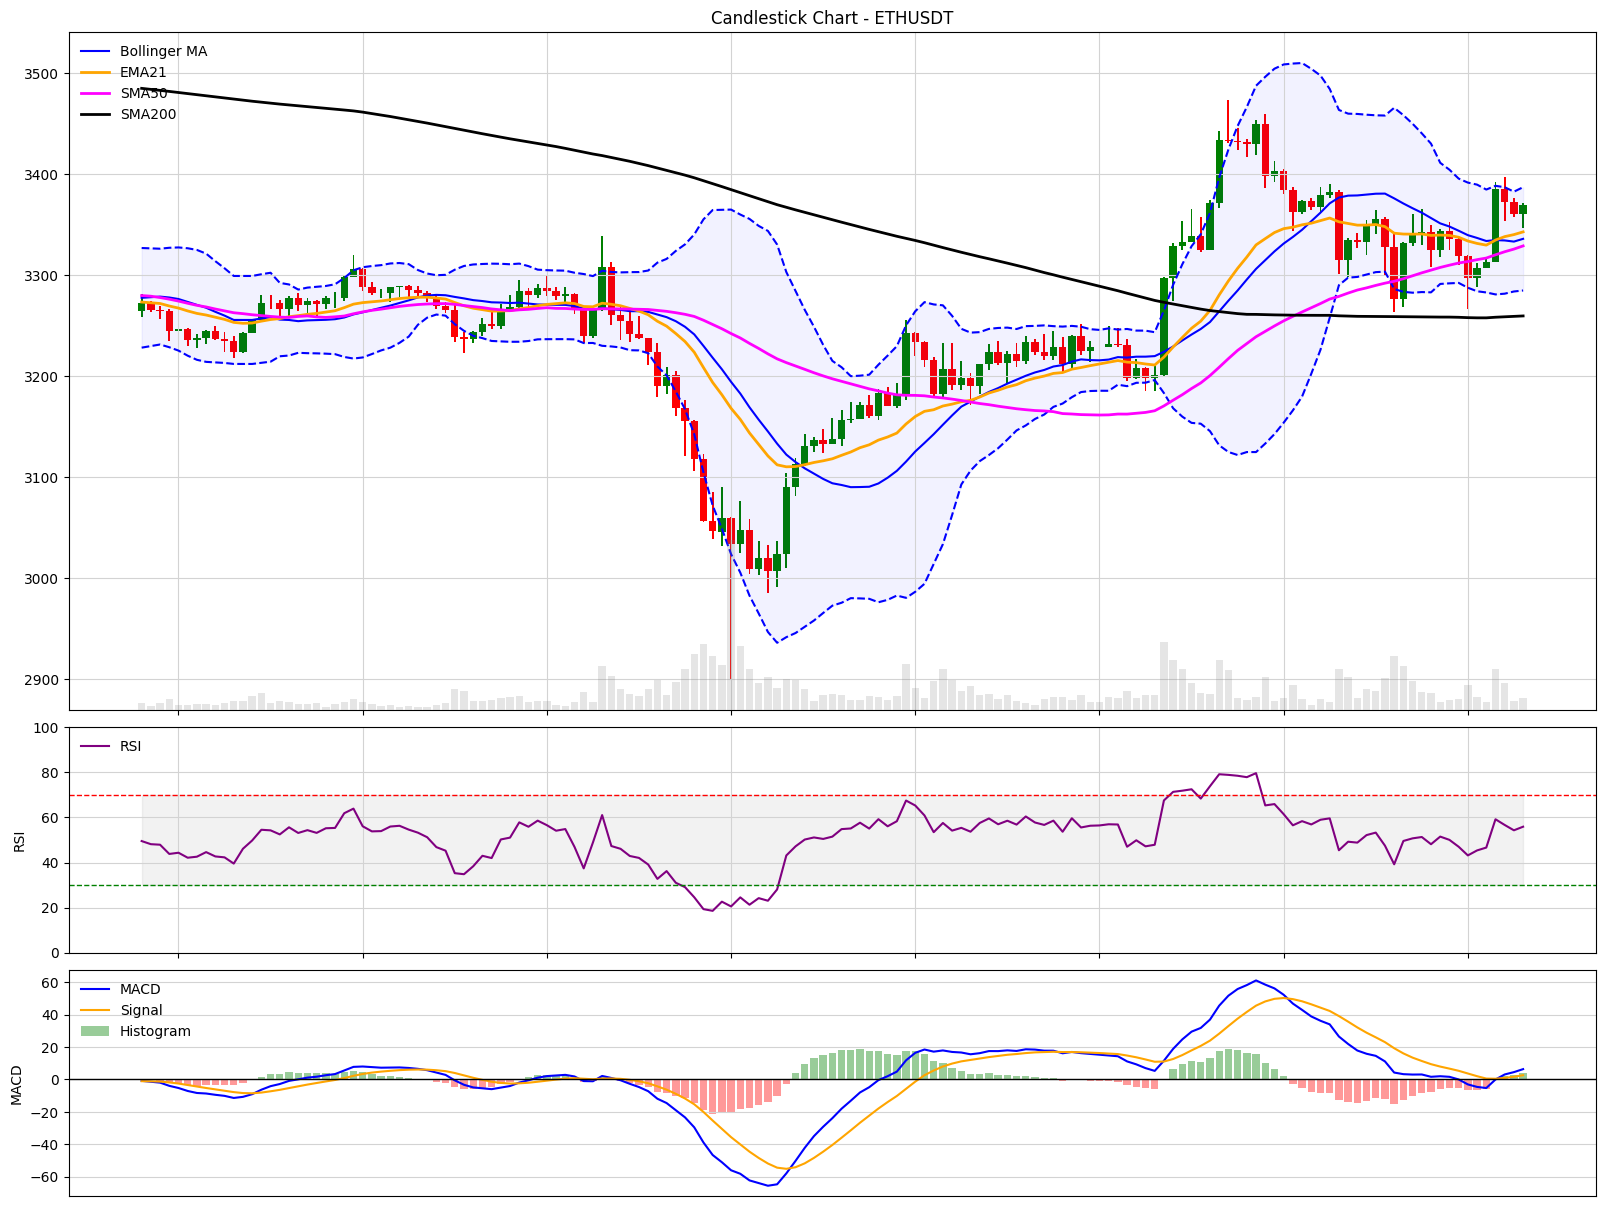 Candlestick Chart - ETHUSDT
Bollinger MA
EMA21
SMA50
SMA200
3500
3400
3300
3200
3100
3000
2900
RSI
RSI
100
80
60
40
20
0
MACD
Signal
Histogram
MACD
60
40
20
0
−20
−40
−60